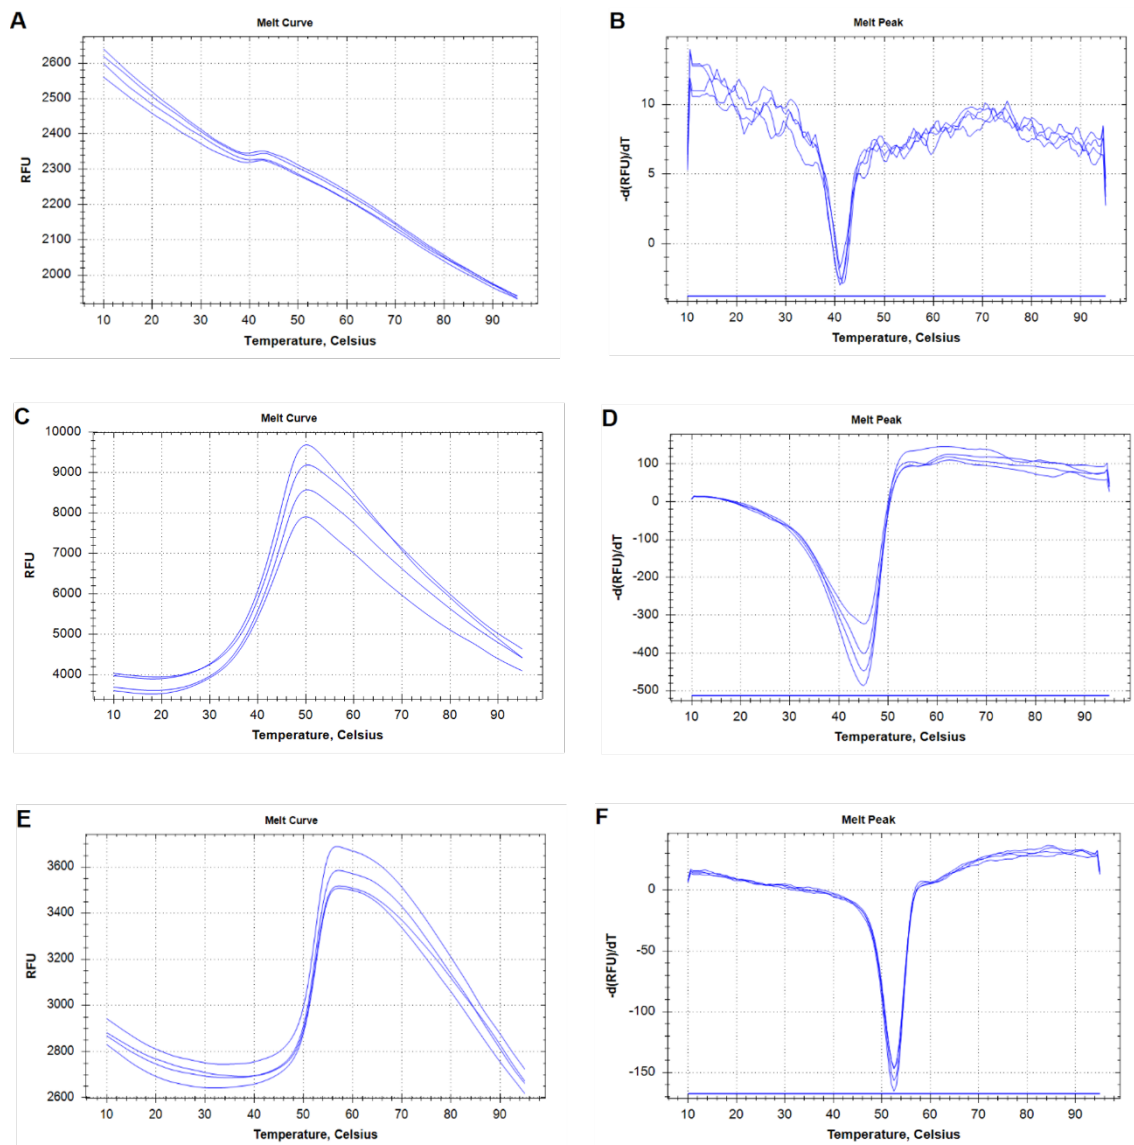 A
Melt Curve
RFU
2600
2500
2400
2300
2200
2100
2000
10 20 30 40 50 60 70 80 90
Temperature, Celsius
B
Melt Peak
-d(RFU)/dT
10
5
0
10 20 30 40 50 60 70 80 90
Temperature, Celsius
C
Melt Curve
RFU
10000
9000
8000
7000
6000
5000
4000
10 20 30 40 50 60 70 80 90
Temperature, Celsius
D
Melt Peak
-d(RFU)/dT
100
0
-100
-200
-300
-400
-500
10 20 30 40 50 60 70 80 90
Temperature, Celsius
E
Melt Curve
RFU
3600
3400
3200
3000
2800
2600
10 20 30 40 50 60 70 80 90
Temperature, Celsius
F
Melt Peak
-d(RFU)/dT
0
-50
-100
-150
10 20 30 40 50 60 70 80 90
Temperature, Celsius